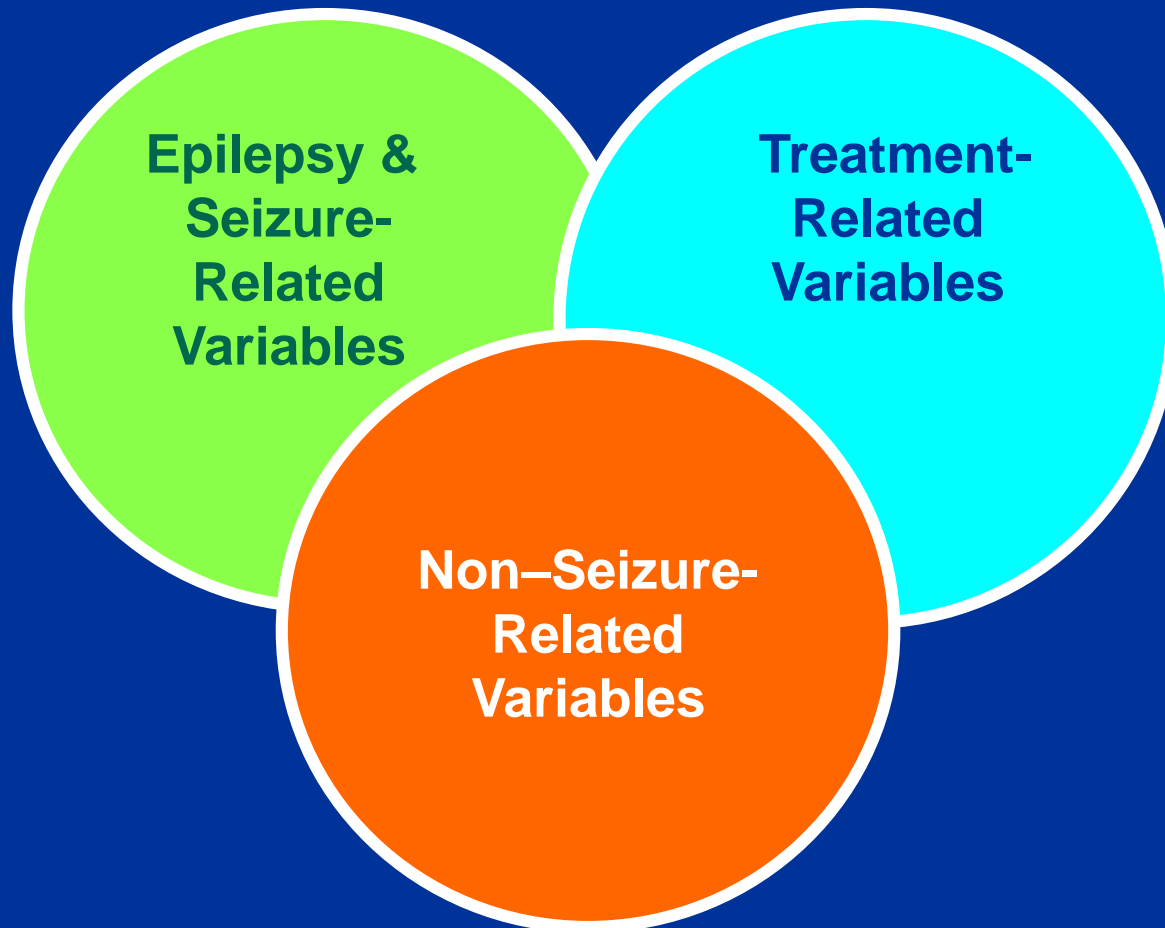 Epilepsy &
Seizure-
Related
Variables
Treatment-
Related
Variables
Non–Seizure-
Related
Variables